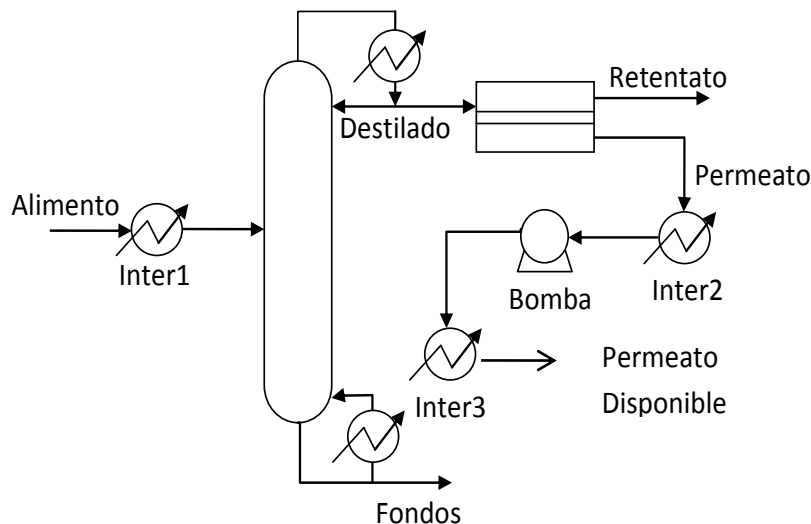 Retentato
Destilado
Permeato
Alimento
Inter1
Bomba
Inter2
Permeato
Disponible
Inter3
Fondos